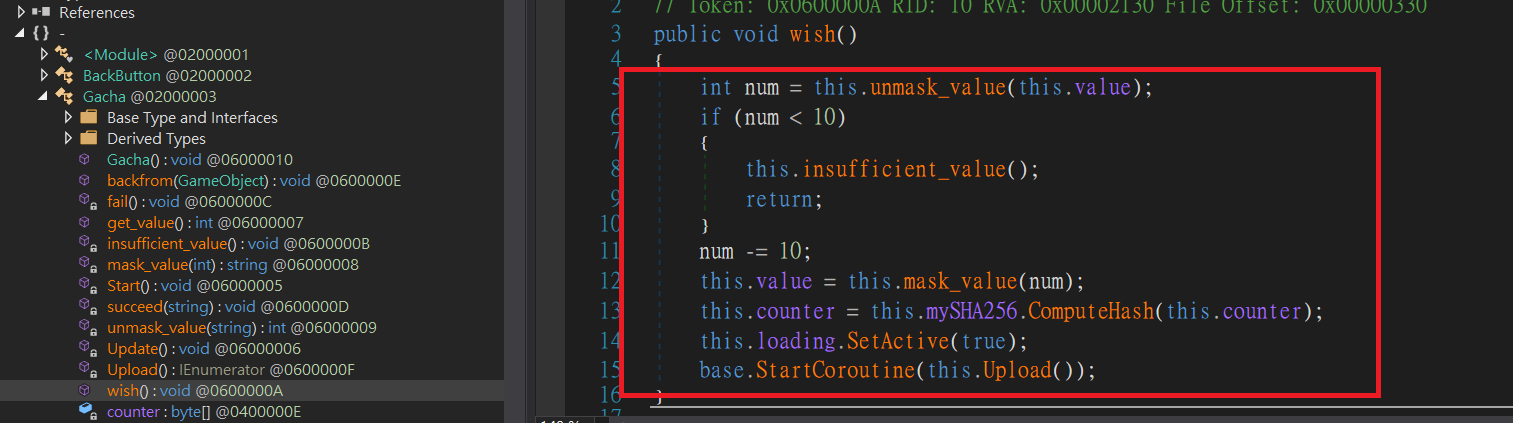 References
{ } -
<Module> @02000001
BackButton @02000002
Gacha @02000003
Base Type and Interfaces
Derived Types
Gacha() : void @06000010
backfrom(GameObject) : void @0600000E
fail() : void @0600000C
get_value() : int @06000007
insufficient_value() : void @0600000B
mask_value(int) : string @06000008
Start() : void @06000005
succeed(string) : void @0600000D
unmask_value(string) : int @06000009
Update() : void @06000006
Upload() : IEnumerator @0600000F
wish() : void @0600000A
counter : byte[] @0400000E
2 // Token: 0x0600000A RID: 10 RVA: 0x00002130 File Offset: 0x00000330
3 public void wish()
4 {
5 int num = this.unmask_value(this.value);
6 if (num < 10)
7 {
8 this.insufficient_value();
9 return;
10 }
11 num -= 10;
12 this.value = this.mask_value(num);
13 this.counter = this.mySHA256.ComputeHash(this.counter);
14 this.loading.SetActive(true);
15 base.StartCoroutine(this.Upload());
16 }
17